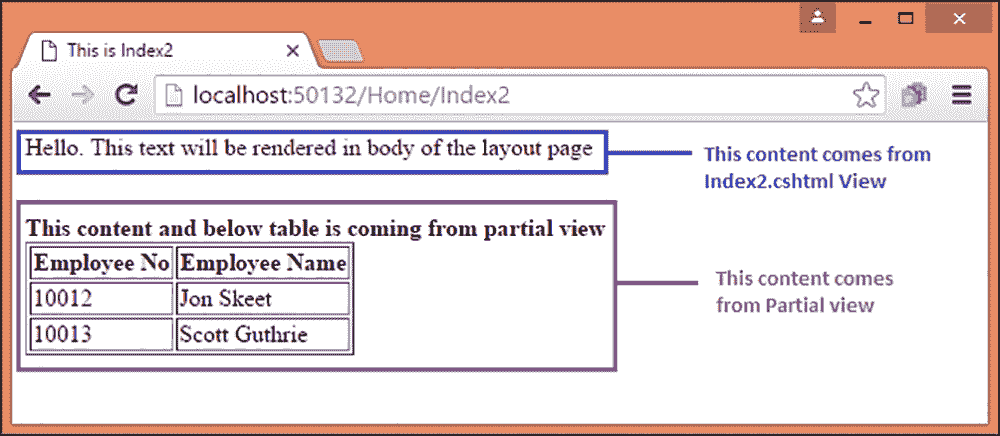 This is Index2
localhost:50132/Home/Index2
Hello. This text will be rendered in body of the layout page
This content comes from
Index2.cshtml View
This content and below table is coming from partial view
Employee No Employee Name
10012 Jon Skeet
10013 Scott Guthrie
This content comes
from Partial view